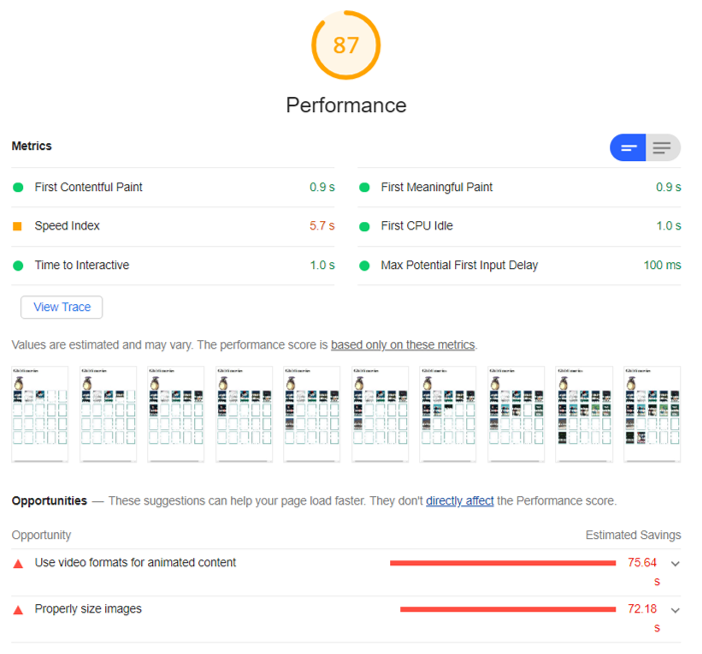 87
Performance
Metrics
First Contentful Paint 0.9 s
First Meaningful Paint 0.9 s
Speed Index 5.7 s
First CPU Idle 1.0 s
Time to Interactive 1.0 s
Max Potential First Input Delay 100 ms
View Trace
Values are estimated and may vary. The performance score is based only on these metrics.
Opportunities — These suggestions can help your page load faster. They don't directly affect the Performance score.
Opportunity Estimated Savings
Use video formats for animated content 75.64
s
Properly size images 72.18
s